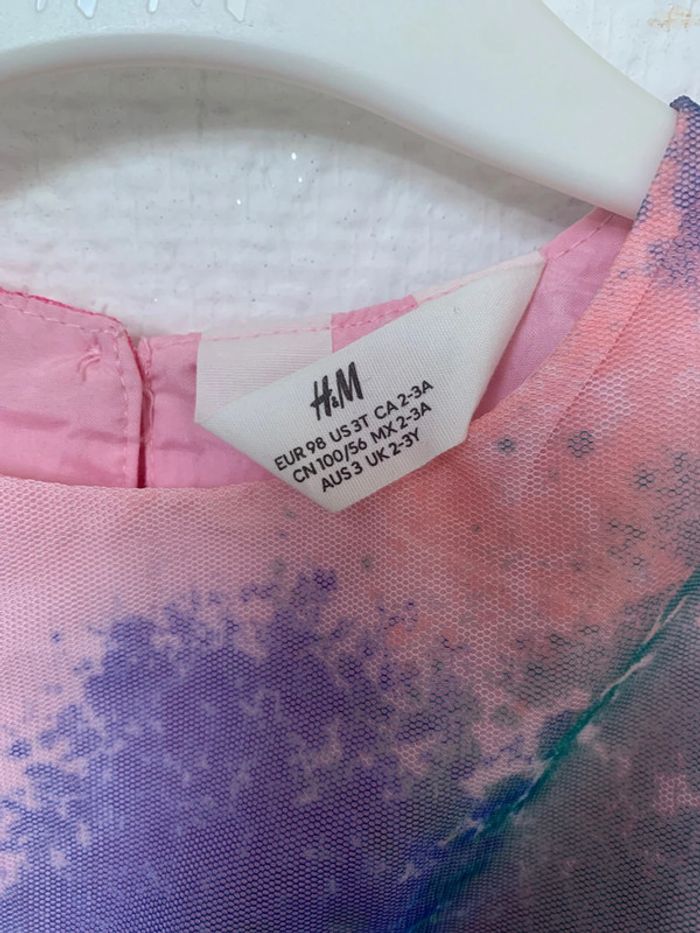 H&M
EUR 98 US 3T CA 2-3A
CN 100/56 MX 2-3A
AUS 3 UK 2-3Y